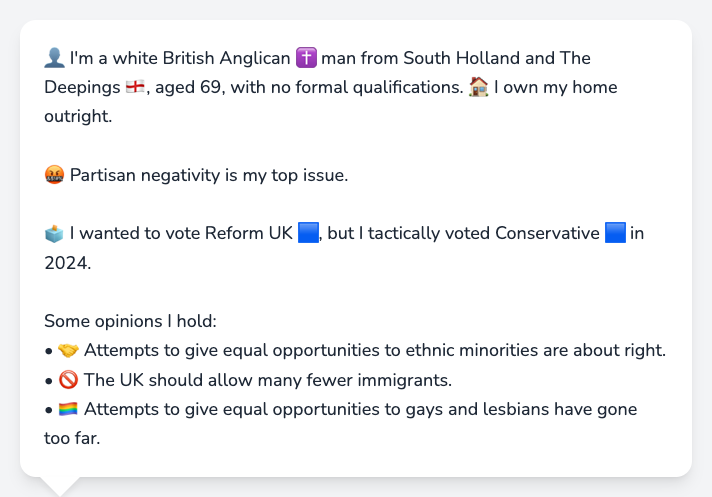 👤 I'm a white British Anglican ✝️ man from South Holland and The
Deepings 🏴󠁧󠁢󠁥󠁮󠁧󠁿, aged 69, with no formal qualifications. 🏠 I own my home
outright.
🤬 Partisan negativity is my top issue.
🗳️ I wanted to vote Reform UK 🟦, but I tactically voted Conservative 🟦 in
2024.
Some opinions I hold:
• 🤝 Attempts to give equal opportunities to ethnic minorities are about right.
• 🚫 The UK should allow many fewer immigrants.
• 🏳️‍🌈 Attempts to give equal opportunities to gays and lesbians have gone
too far.